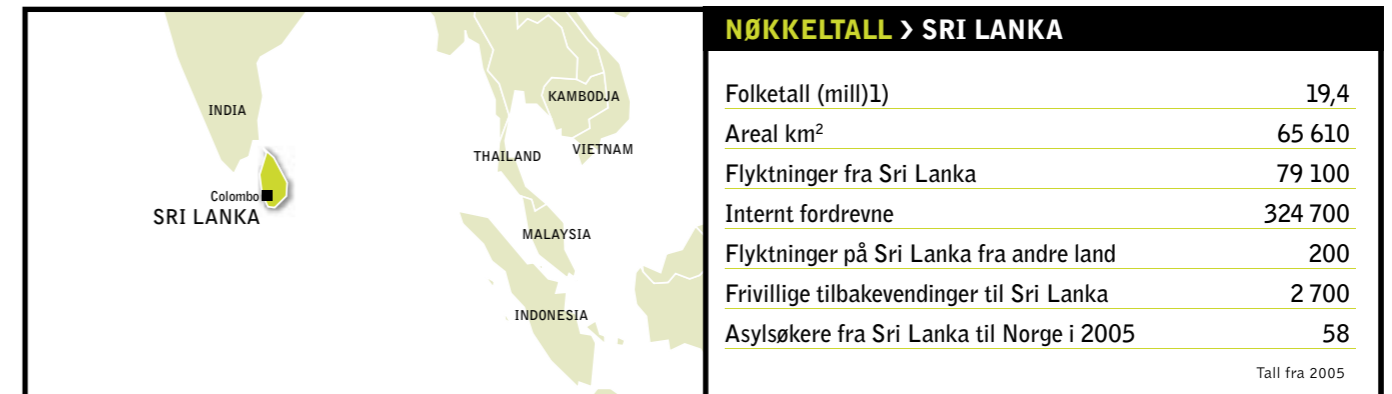 INDIA
KAMBODJA
THAILAND
VIETNAM
Colombo
SRI LANKA
MALAYSIA
INDONESIA
NØKKELTALL › SRI LANKA
Folketall (mill)1) 19,4
Areal km² 65 610
Flyktninger fra Sri Lanka 79 100
Internt fordrevne 324 700
Flyktninger på Sri Lanka fra andre land 200
Frivillige tilbakevendinger til Sri Lanka 2 700
Asylsøkere fra Sri Lanka til Norge i 2005 58
Tall fra 2005